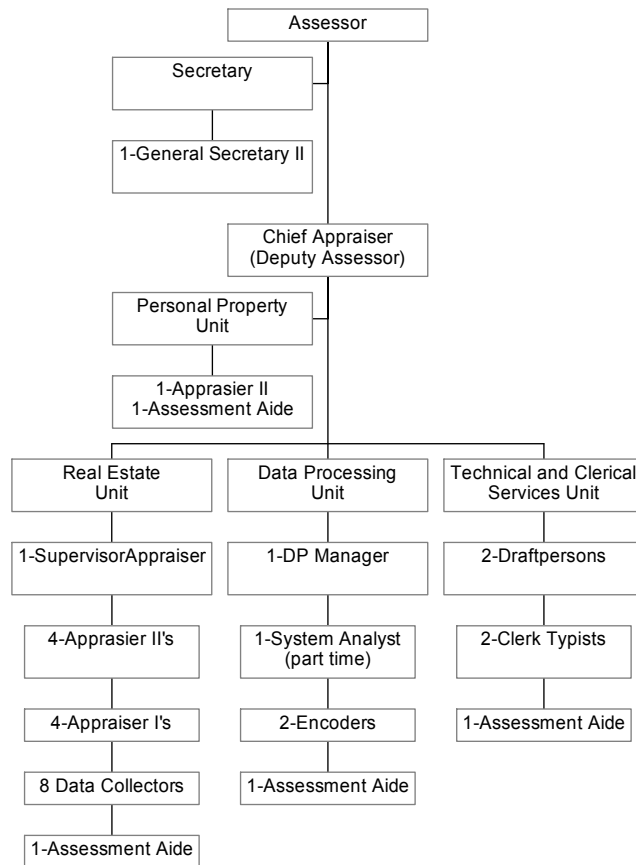 Assessor
Secretary
1-General Secretary II
Chief Appraiser
(Deputy Assessor)
Personal Property
Unit
1-Apprasier II
1-Assessment Aide
Real Estate
Unit
1-SupervisorAppraiser
4-Apprasier II's
4-Appraiser I's
8 Data Collectors
1-Assessment Aide
Data Processing
Unit
1-DP Manager
1-System Analyst
(part time)
2-Encoders
1-Assessment Aide
Technical and Clerical
Services Unit
2-Draftpersons
2-Clerk Typists
1-Assessment Aide